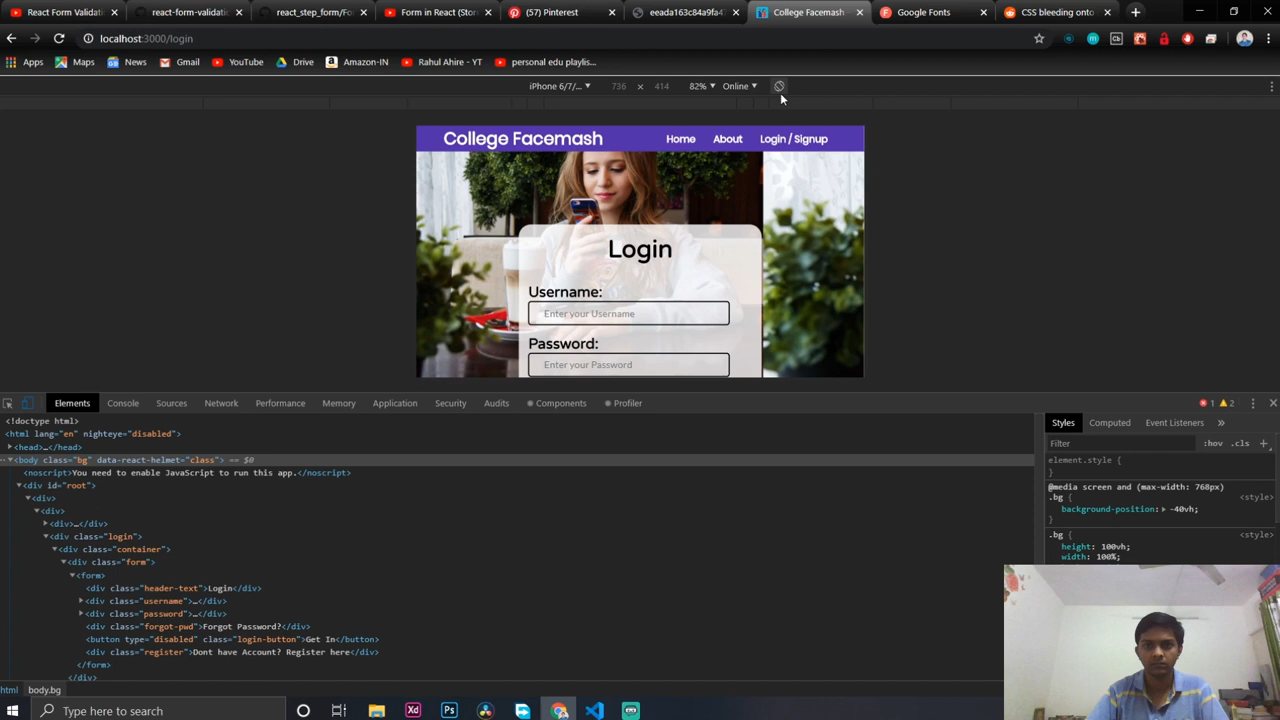 React Form Valida
react-form-validatio
react_step_form/Fo
Form in React (Stor
(57) Pinterest
eeada163c84a9fa4
College Facemash -
Google Fonts
CSS bleeding onto
localhost:3000/login
Apps
Maps
News
Gmail
YouTube
Drive
Amazon-IN
Rahul Ahire - YT
personal edu playlis...
iPhone 6/7/... ▼ 736 × 414 82% ▼ Online ▼
College Facemash
Home
About
Login / Signup
Login
Username:
Enter your Username
Password:
Enter your Password
Elements
Console
Sources
Network
Performance
Memory
Application
Security
Audits
Components
Profiler
1
2
<!doctype html>
<html lang="en" nighteye="disabled">
<head>…</head>
<body class="bg" data-react-helmet="class"> == $0
<noscript>You need to enable JavaScript to run this app.</noscript>
<div id="root">
<div>
<div>
<div>…</div>
<div class="login">
<div class="container">
<div class="form">
<form>
<div class="header-text">Login</div>
<div class="username">…</div>
<div class="password">…</div>
<div class="forgot-pwd">Forgot Password?</div>
<button type="disabled" class="login-button">Get In</button>
<div class="register">Dont have Account? Register here</div>
</form>
</div>
html
body.bg
Styles
Computed
Event Listeners
Filter
:hov
.cls
element.style {
}
@media screen and (max-width: 768px)
.bg {
<style>
background-position: -40vh;
}
.bg {
<style>
height: 100vh;
width: 100%;
Type here to search
Xd
Ps